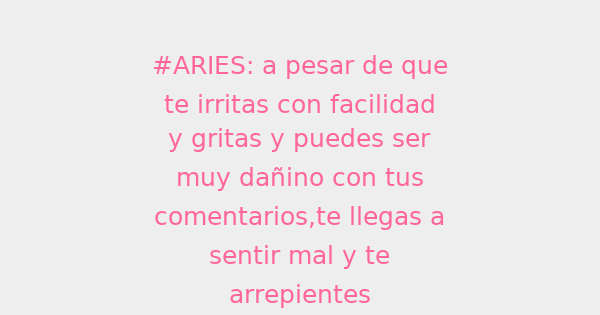 #ARIES: a pesar de que
te irritas con facilidad
y gritas y puedes ser
muy dañino con tus
comentarios,te llegas a
sentir mal y te
arrepientes